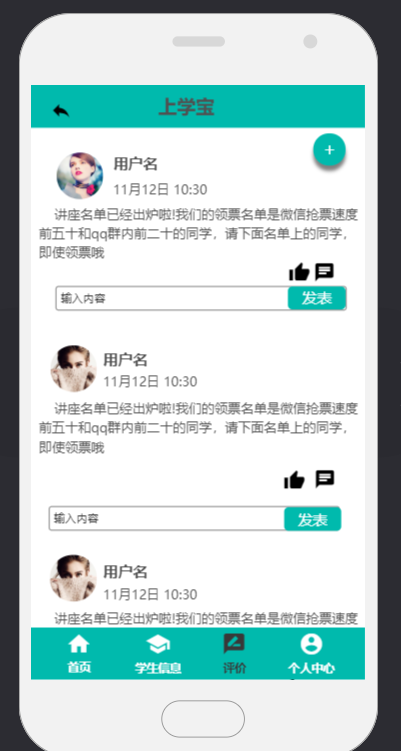 上学宝
+
用户名
11月12日 10:30
讲座名单已经出炉啦!我们的领票名单是微信抢票速度
前五十和qq群内前二十的同学，请下面名单上的同学，
即使领票哦
输入内容 发表
用户名
11月12日 10:30
讲座名单已经出炉啦!我们的领票名单是微信抢票速度
前五十和qq群内前二十的同学，请下面名单上的同学，
即使领票哦
输入内容 发表
用户名
11月12日 10:30
讲座名单已经出炉啦!我们的领票名单是微信抢票速度
首页 学生信息 评价 个人中心